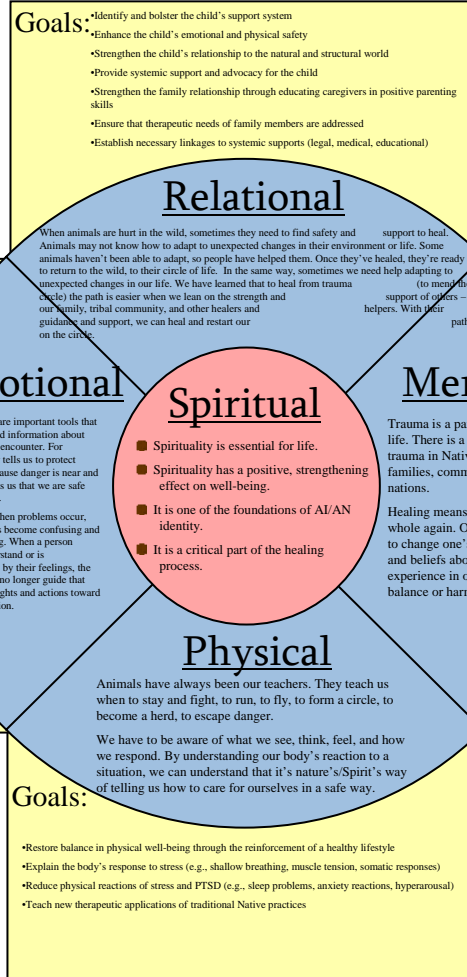 Goals:
•Identify and bolster the child's support system
•Enhance the child's emotional and physical safety
•Strengthen the child's relationship to the natural and structural world
•Provide systemic support and advocacy for the child
•Strengthen the family relationship through educating caregivers in positive parenting
skills
•Ensure that therapeutic needs of family members are addressed
•Establish necessary linkages to systemic supports (legal, medical, educational)
Relational
When animals are hurt in the wild, sometimes they need to find safety and support to heal.
Animals may not know how to adapt to unexpected changes in their environment or life. Some
animals haven't been able to adapt, so people have helped them. Once they've healed, they're ready
to return to the wild, to their circle of life. In the same way, sometimes we need help adapting to
unexpected changes in our life. We have learned that to heal from trauma (to mend the
circle) the path is easier when we lean on the strength and support of others –
our family, tribal community, and other healers and helpers. With their
guidance and support, we can heal and restart our path
on the circle.
otional
are important tools that
d information about
encounter. For
tells us to protect
ause danger is near and
s us that we are safe
.
hen problems occur,
s become confusing and
g. When a person
stand or is
by their feelings, the
no longer guide that
ghts and actions toward
on.
Spiritual
Spirituality is essential for life.
Spirituality has a positive, strengthening
effect on well-being.
It is one of the foundations of AI/AN
identity.
It is a critical part of the healing
process.
Men
Trauma is a pa
life. There is a
trauma in Nativ
families, comm
nations.
Healing means
whole again. O
to change one's
and beliefs abo
experience in o
balance or harm
Physical
Animals have always been our teachers. They teach us
when to stay and fight, to run, to fly, to form a circle, to
become a herd, to escape danger.
We have to be aware of what we see, think, feel, and how
we respond. By understanding our body's reaction to a
situation, we can understand that it's nature's/Spirit's way
of telling us how to care for ourselves in a safe way.
Goals:
•Restore balance in physical well-being through the reinforcement of a healthy lifestyle
•Explain the body's response to stress (e.g., shallow breathing, muscle tension, somatic responses)
•Reduce physical reactions of stress and PTSD (e.g., sleep problems, anxiety reactions, hyperarousal)
•Teach new therapeutic applications of traditional Native practices